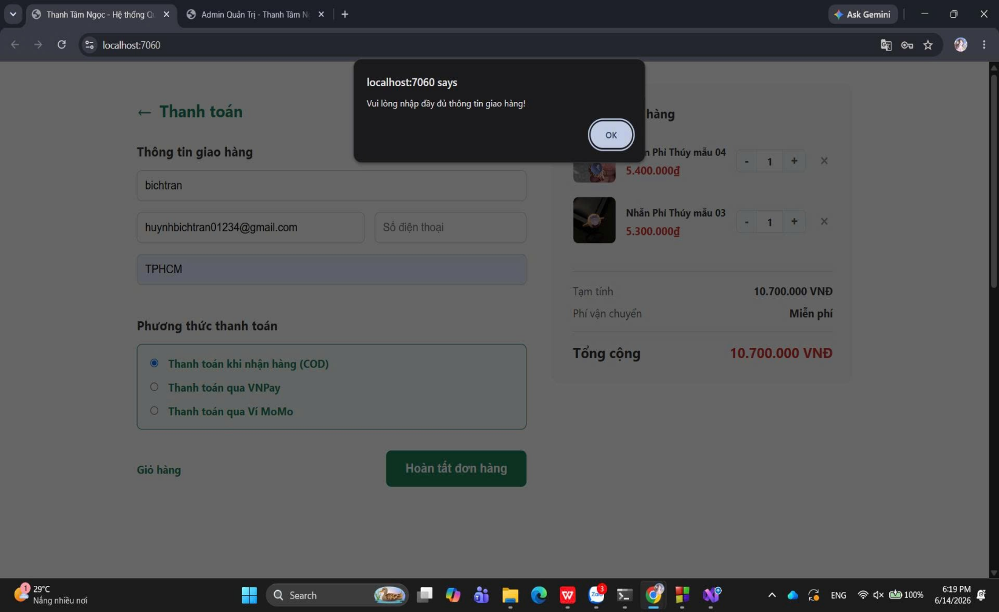 Thanh Tâm Ngọc - Hệ thống Q
Admin Quản Trị - Thanh Tâm N
Ask Gemini
localhost:7060
localhost:7060 says
Vui lòng nhập đầy đủ thông tin giao hàng!
OK
← Thanh toán
Thông tin giao hàng
bichtran
huynhbichtran01234@gmail.com
Số điện thoại
TPHCM
Phương thức thanh toán
Thanh toán khi nhận hàng (COD)
Thanh toán qua VNPay
Thanh toán qua Ví MoMo
Giỏ hàng
Hoàn tất đơn hàng
hàng
Phỉ Thúy mẫu 04
5.400.000₫
- 1 + ×
Nhẫn Phỉ Thúy mẫu 03
5.300.000₫
- 1 + ×
Tạm tính 10.700.000 VNĐ
Phí vận chuyển Miễn phí
Tổng cộng 10.700.000 VNĐ
1
29°C
Nắng nhiều nơi
Search
Zalo
3
ENG
100%
6:19 PM
6/14/2026